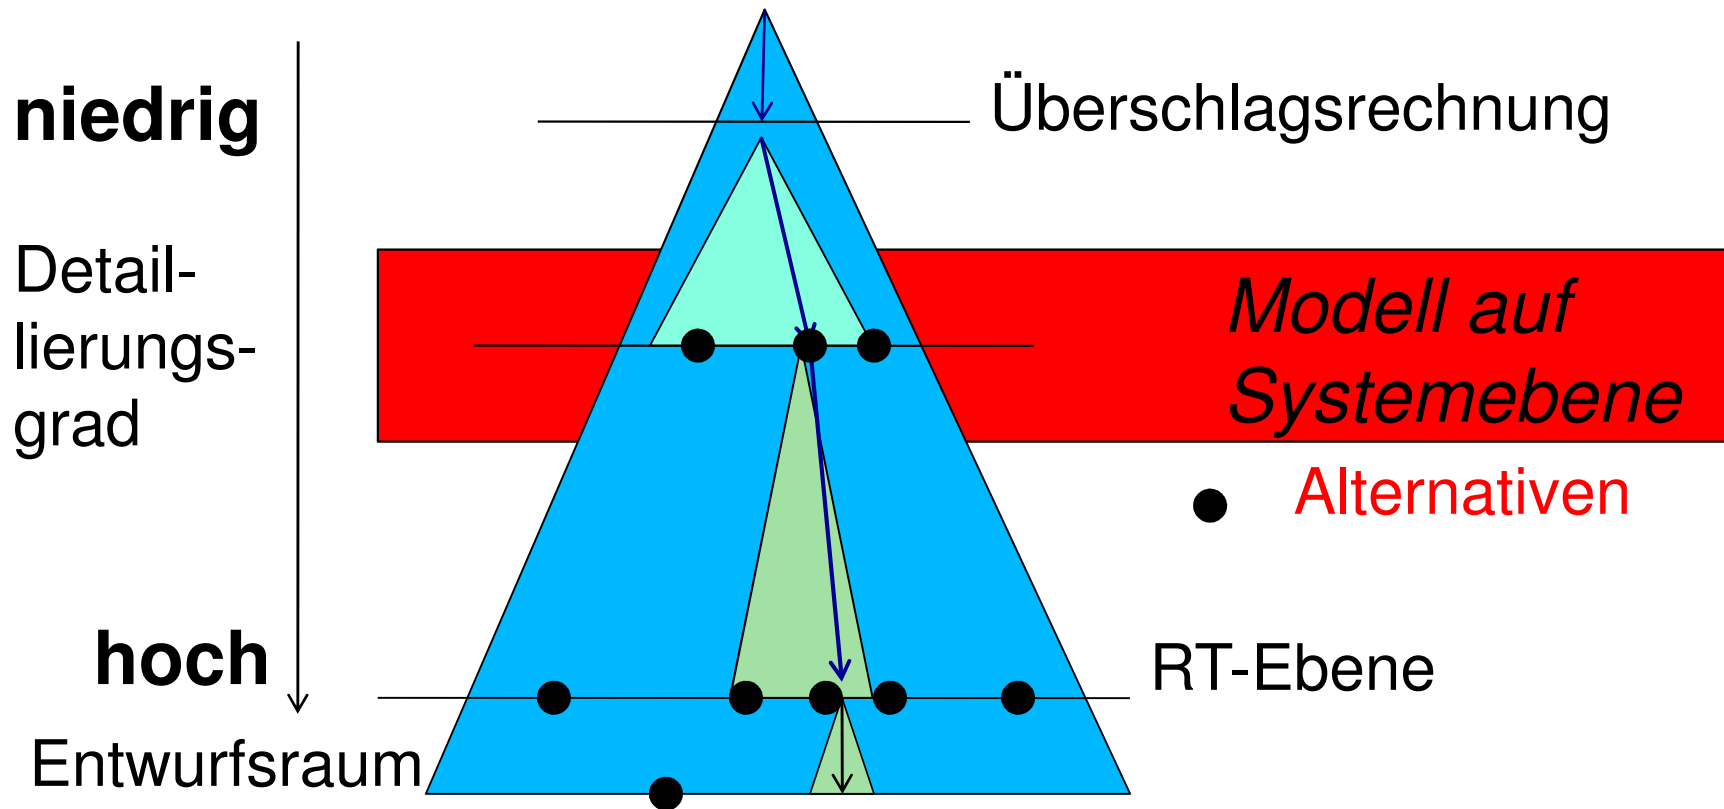 niedrig
Überschlagsrechnung
Detail-
lierungs-
grad
Modell auf
Systemebene
Alternativen
hoch
RT-Ebene
Entwurfsraum